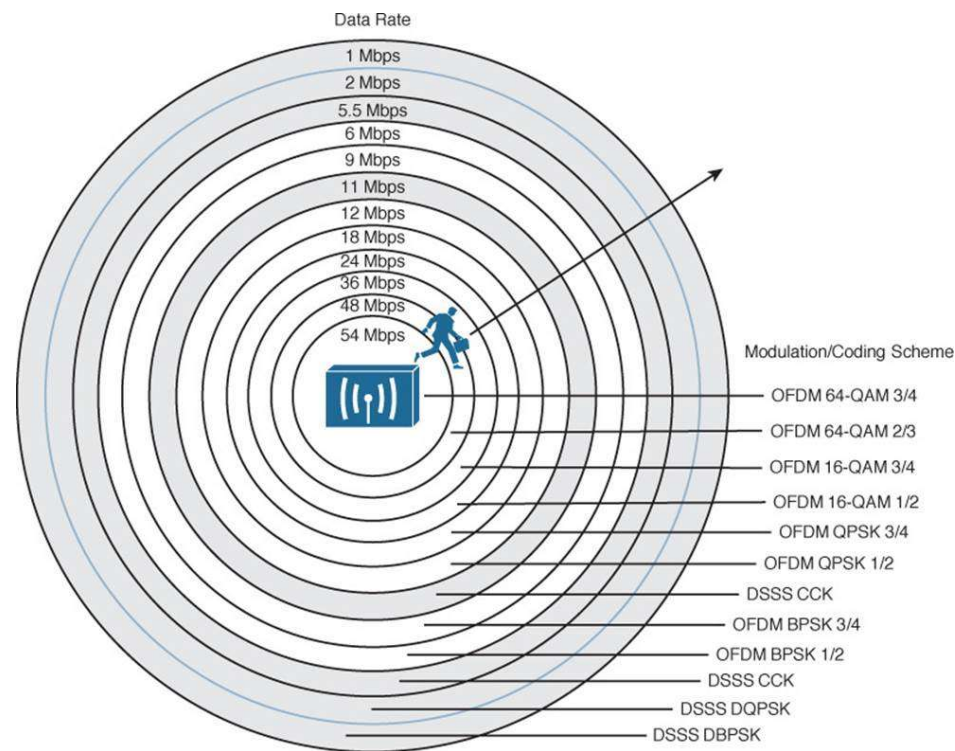 Data Rate
1 Mbps
2 Mbps
5.5 Mbps
6 Mbps
9 Mbps
11 Mbps
12 Mbps
18 Mbps
24 Mbps
36 Mbps
48 Mbps
54 Mbps
Modulation/Coding Scheme
OFDM 64-QAM 3/4
OFDM 64-QAM 2/3
OFDM 16-QAM 3/4
OFDM 16-QAM 1/2
OFDM QPSK 3/4
OFDM QPSK 1/2
DSSS CCK
OFDM BPSK 3/4
OFDM BPSK 1/2
DSSS CCK
DSSS DQPSK
DSSS DBPSK